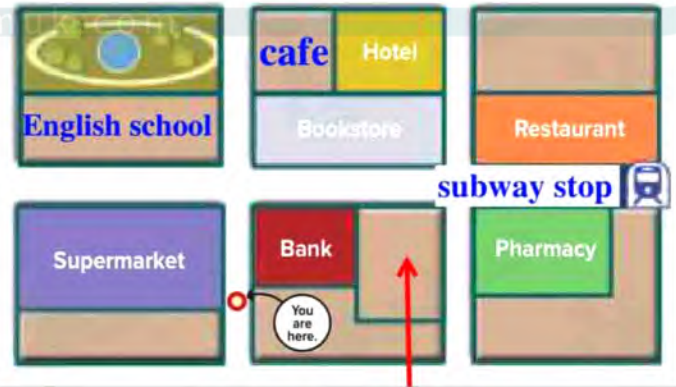 cafe
Hotel
English school
Bookstore
Restaurant
subway stop
Supermarket
Bank
Pharmacy
You
are
here.